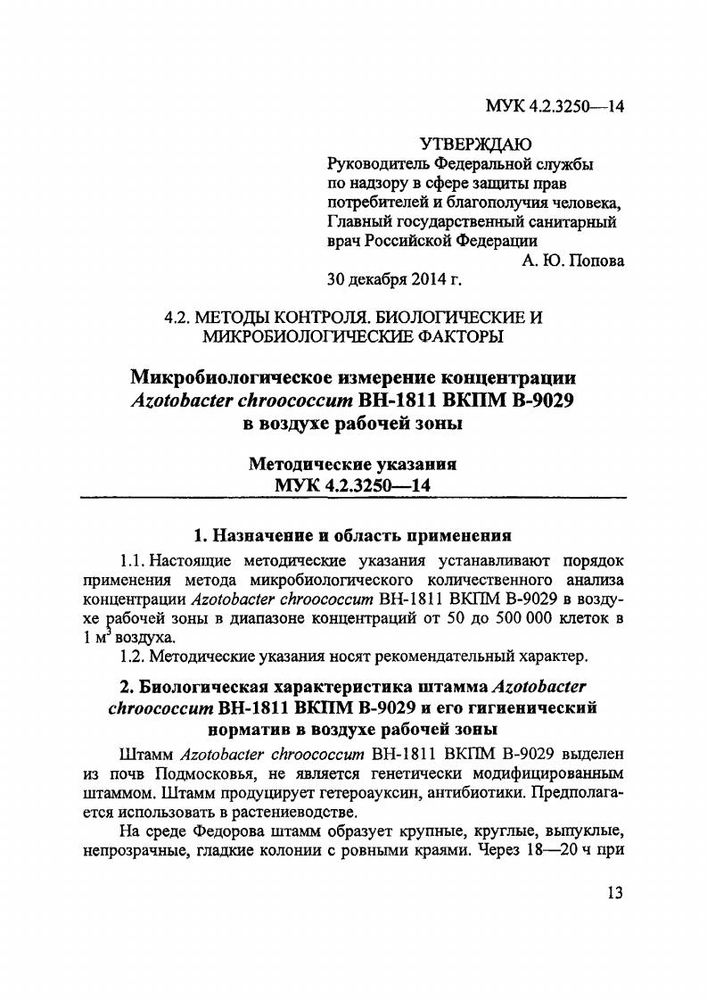 МУК 4.2.3250—14
УТВЕРЖДАЮ
Руководитель Федеральной службы
по надзору в сфере защиты прав
потребителей и благополучия человека,
Главный государственный санитарный
врач Российской Федерации
А. Ю. Попова
30 декабря 2014 г.
4.2. МЕТОДЫ КОНТРОЛЯ. БИОЛОГИЧЕСКИЕ И
МИКРОБИОЛОГИЧЕСКИЕ ФАКТОРЫ
Микробиологическое измерение концентрации
Azotobacter chroococcum ВН-1811 ВКПМ В-9029
в воздухе рабочей зоны
Методические указания
МУК 4.2.3250—14
1. Назначение и область применения
1.1. Настоящие методические указания устанавливают порядок
применения метода микробиологического количественного анализа
концентрации Azotobacter chroococcum ВН-1811 ВКПМ В-9029 в возду-
хе рабочей зоны в диапазоне концентраций от 50 до 500 000 клеток в
1 м³ воздуха.
1.2. Методические указания носят рекомендательный характер.
2. Биологическая характеристика штамма Azotobacter
chroococcum ВН-1811 ВКПМ В-9029 и его гигиенический
норматив в воздухе рабочей зоны
Штамм Azotobacter chroococcum ВН-1811 ВКПМ В-9029 выделен
из почв Подмосковья, не является генетически модифицированным
штаммом. Штамм продуцирует гетероауксин, антибиотики. Предполага-
ется использовать в растениеводстве.
На среде Федорова штамм образует крупные, круглые, выпуклые,
непрозрачные, гладкие колонии с ровными краями. Через 18—20 ч при
13